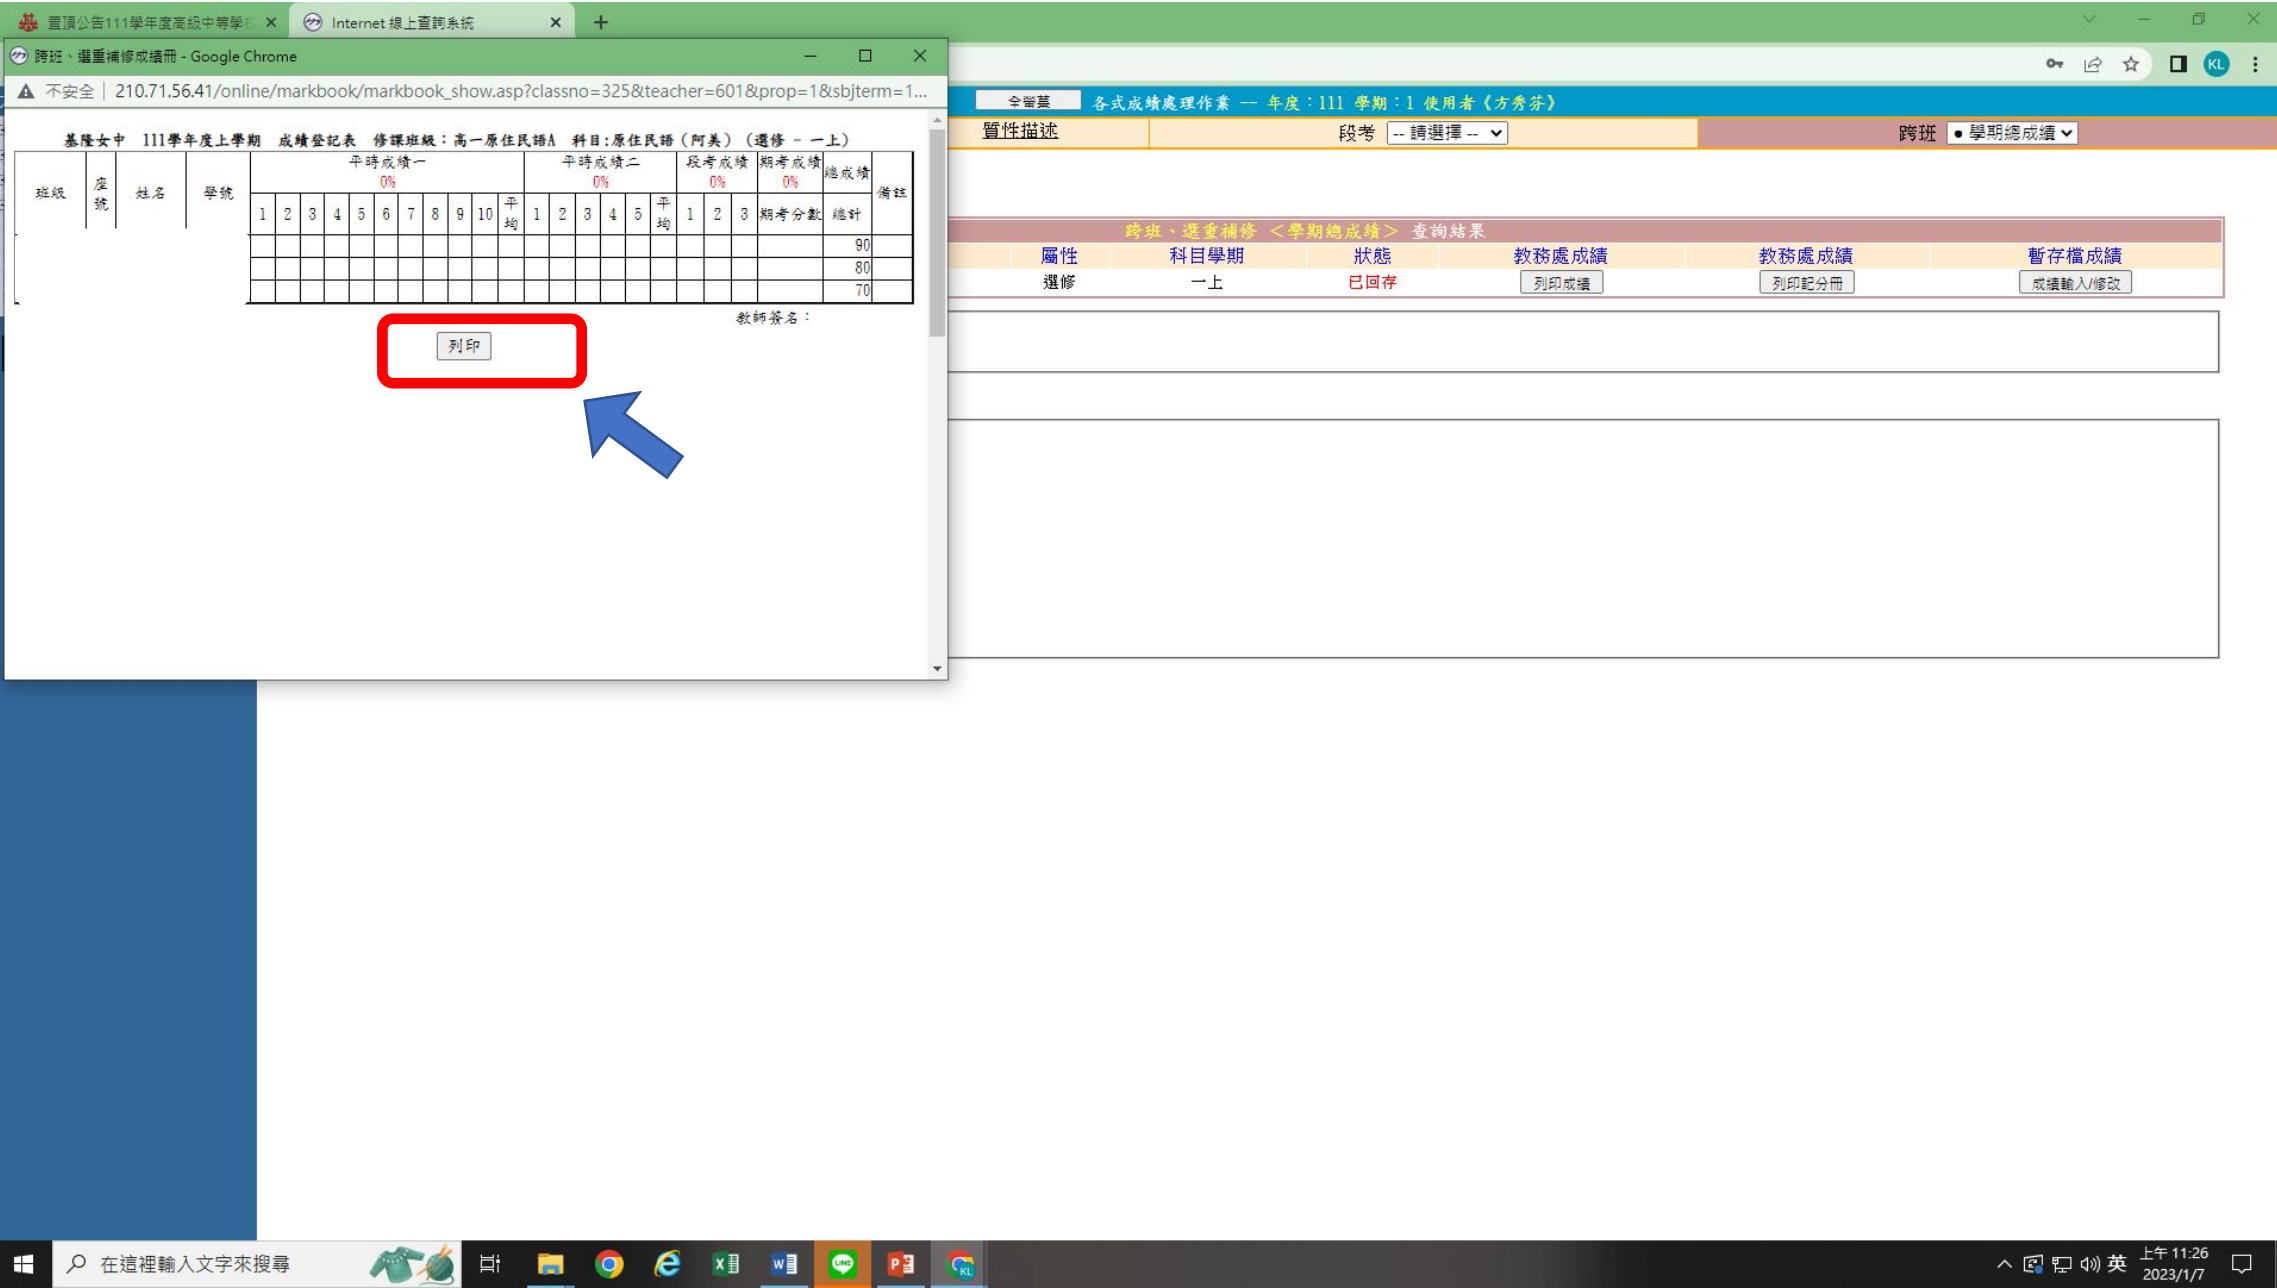 置頂公告111學年度高級中等學校
Internet 線上查詢系統
跨班、選重補修成績冊 - Google Chrome
不安全 | 210.71.56.41/online/markbook/markbook_show.asp?classno=325&teacher=601&prop=1&sbjterm=1...
KL
全螢幕 各式成績處理作業 -- 年度：111 學期：1 使用者《方秀芬》
質性描述 段考 -- 請選擇 -- 跨班 ● 學期總成績
基隆女中 111學年度上學期 成績登記表 修課班級：高一原住民語A 科目:原住民語 (阿美) (選修 - 一上)
班級 座號 姓名 學號 平時成績一 平時成績二 段考成績 期考成績 總成績 備註
0% 0% 0% 0%
1 2 3 4 5 6 7 8 9 10 平均 1 2 3 4 5 平均 1 2 3 期考分數 總計
90
80
70
教師簽名：
列印
跨班、選重補修 ＜學期總成績＞ 查詢結果
屬性 科目學期 狀態 教務處成績 教務處成績 暫存檔成績
選修 一上 已回存 列印成績 列印記分冊 成績輸入/修改
在這裡輸入文字來搜尋
英 上午 11:26
2023/1/7